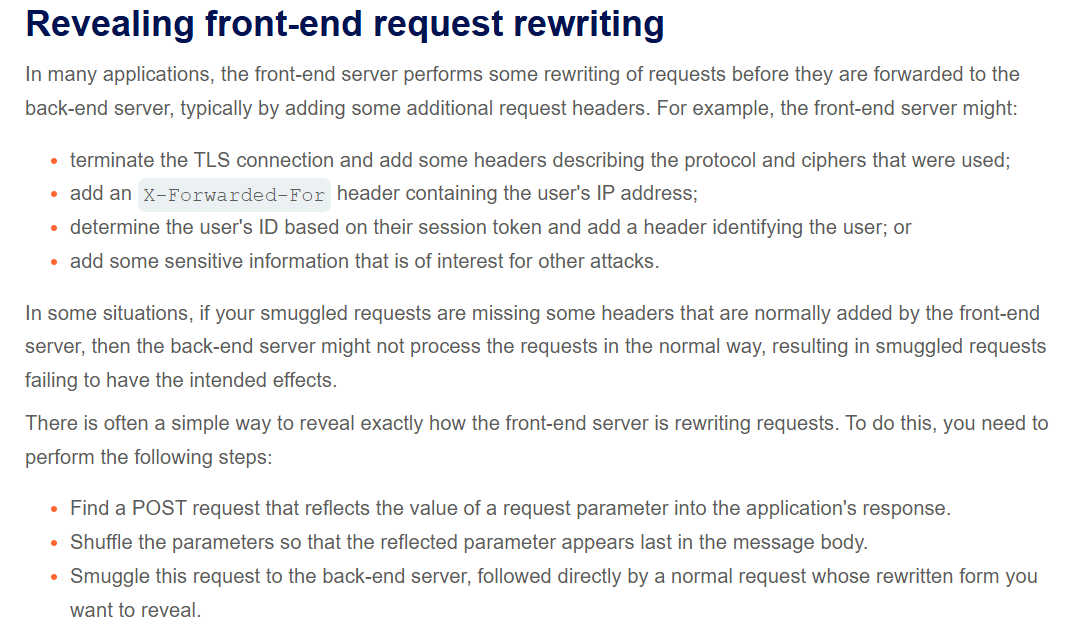 Revealing front-end request rewriting
In many applications, the front-end server performs some rewriting of requests before they are forwarded to the
back-end server, typically by adding some additional request headers. For example, the front-end server might:
• terminate the TLS connection and add some headers describing the protocol and ciphers that were used;
• add an X-Forwarded-For header containing the user's IP address;
• determine the user's ID based on their session token and add a header identifying the user; or
• add some sensitive information that is of interest for other attacks.
In some situations, if your smuggled requests are missing some headers that are normally added by the front-end
server, then the back-end server might not process the requests in the normal way, resulting in smuggled requests
failing to have the intended effects.
There is often a simple way to reveal exactly how the front-end server is rewriting requests. To do this, you need to
perform the following steps:
• Find a POST request that reflects the value of a request parameter into the application's response.
• Shuffle the parameters so that the reflected parameter appears last in the message body.
• Smuggle this request to the back-end server, followed directly by a normal request whose rewritten form you
want to reveal.